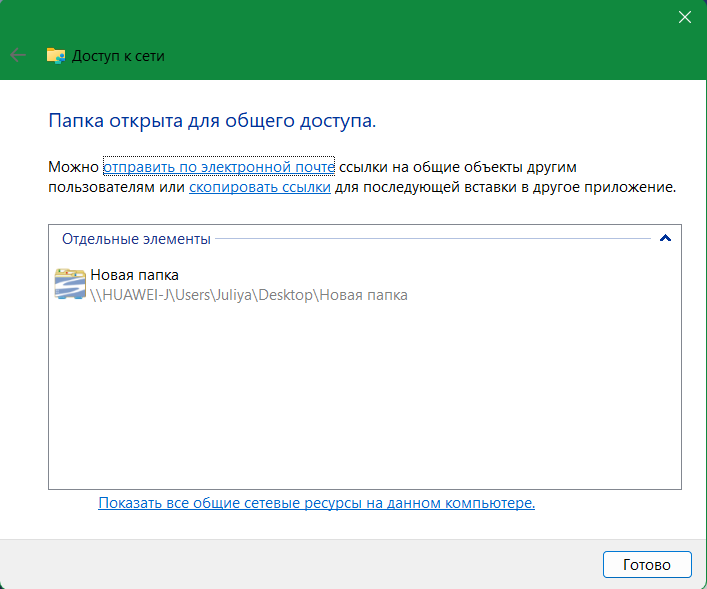 Доступ к сети
Папка открыта для общего доступа.
Можно отправить по электронной почте ссылки на общие объекты другим
пользователям или скопировать ссылки для последующей вставки в другое приложение.
Отдельные элементы
Новая папка
\\HUAWEI-J\Users\Juliya\Desktop\Новая папка
Показать все общие сетевые ресурсы на данном компьютере.
Готово